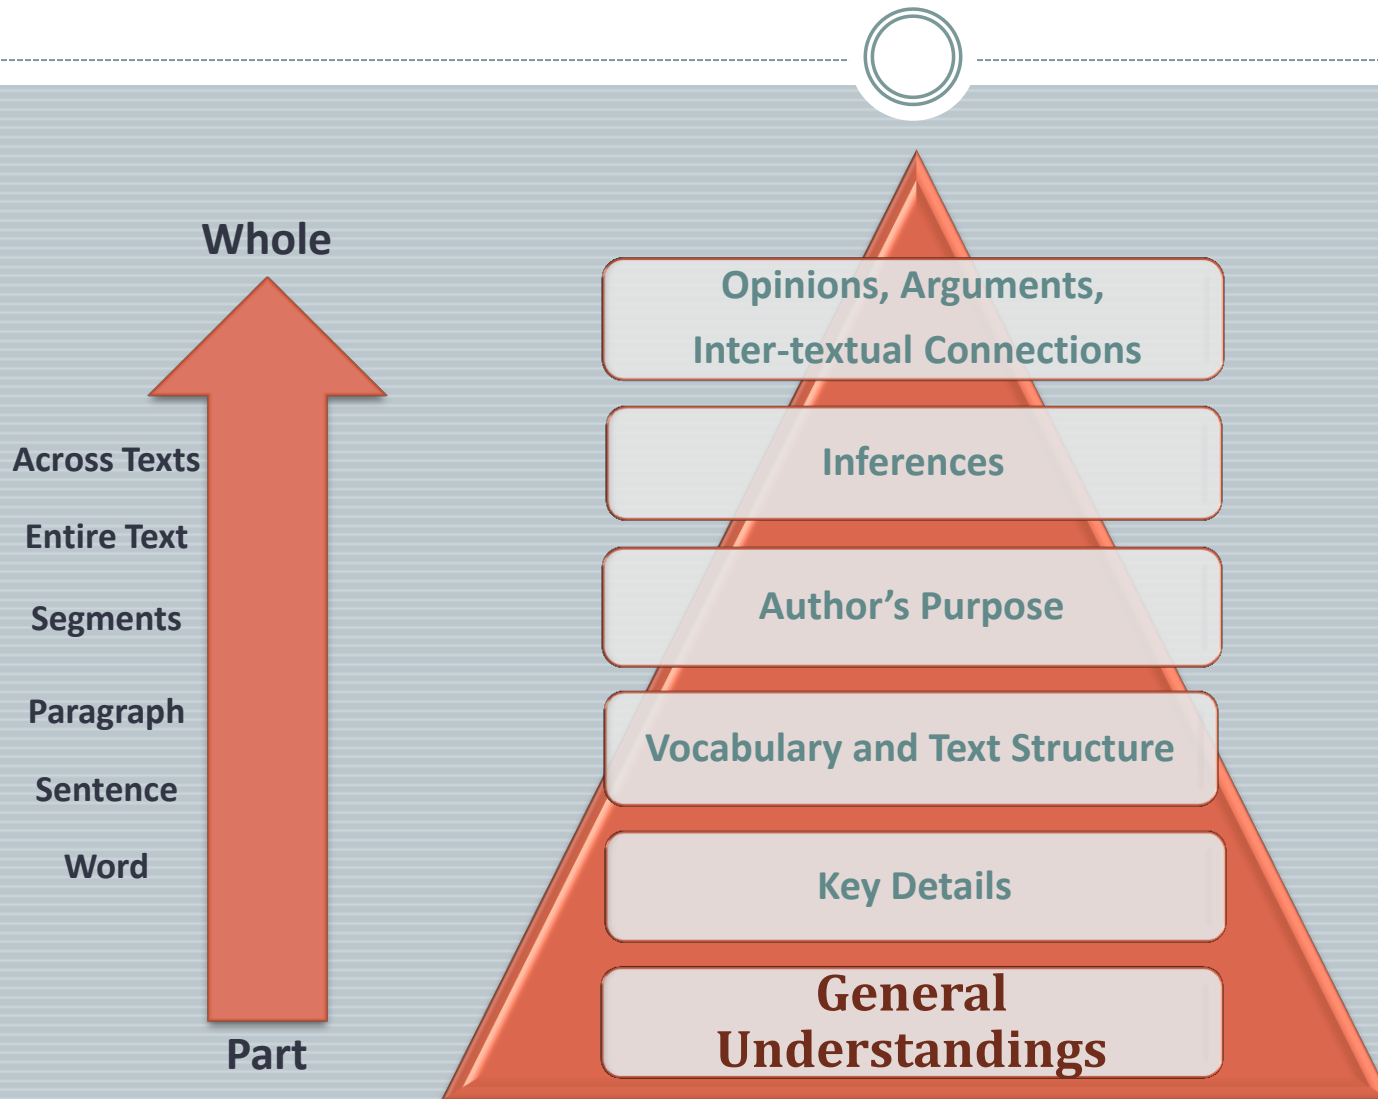 Whole
Across Texts
Entire Text
Segments
Paragraph
Sentence
Word
Part
Opinions, Arguments,
Inter-textual Connections
Inferences
Author’s Purpose
Vocabulary and Text Structure
Key Details
General
Understandings